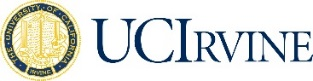 THE UNIVERSITY OF CALIFORNIA
IRVINE
UCIRVINE